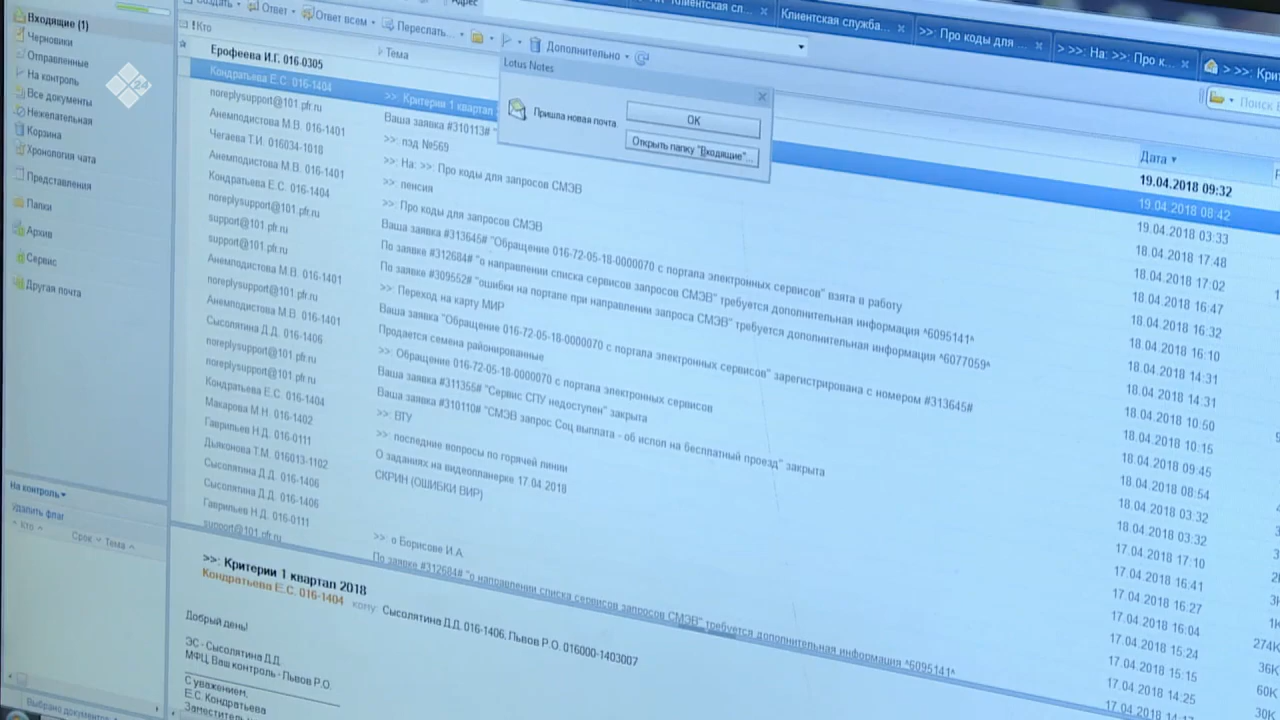 Создать
Ответ
Ответ всем
Переслать...
Дополнительно
Адрес
Клиентская сл...
Клиентская служба...
>>: Про коды для ...
> >>: На: >>: Про к...
> >>: Кри
Поиск
Входящие (1)
Черновики
Отправленные
На контроль
Все документы
Нежелательная
Корзина
Хронология чата
Представления
Папки
Архив
Сервис
Другая почта
24
Lotus Notes
Пришла новая почта
OK
Открыть папку "Входящие"...
! Кто
Тема
Дата
Ерофеева И.Г. 016-0305
19.04.2018 09:32
Кондратьева Е.С. 016-1404
>>: Критерии 1 квартал
19.04.2018 08:42
noreplysupport@101.pfr.ru
Ваша заявка #310113# "
19.04.2018 03:33
Анемподистова М.В. 016-1401
>>: пэд №569
18.04.2018 17:48
Чегаева Т.И. 016034-1018
>>: На: >>: Про коды для запросов СМЭВ
18.04.2018 17:02
Анемподистова М.В. 016-1401
>>: пенсия
18.04.2018 16:47
Кондратьева Е.С. 016-1404
>>: Про коды для запросов СМЭВ
18.04.2018 16:32
noreplysupport@101.pfr.ru
Ваша заявка #313645# "Обращение 016-72-05-18-0000070 с портала электронных сервисов" взята в работу
18.04.2018 16:10
support@101.pfr.ru
По заявке #312684# "о направлении списка сервисов запросов СМЭВ" требуется дополнительная информация ^6095141^
18.04.2018 14:31
support@101.pfr.ru
По заявке #309552# "ошибки на портале при направлении запроса СМЭВ" требуется дополнительная информация ^6077059^
18.04.2018 14:31
Анемподистова М.В. 016-1401
>>: Переход на карту МИР
18.04.2018 10:50
noreplysupport@101.pfr.ru
Ваша заявка "Обращение 016-72-05-18-0000070 с портала электронных сервисов" зарегистрирована с номером #313645#
18.04.2018 10:15
Анемподистова М.В. 016-1401
Продается семена районированные
18.04.2018 09:45
Сысолятина Д.Д. 016-1406
>>: Обращение 016-72-05-18-0000070 с портала электронных сервисов
18.04.2018 08:54
noreplysupport@101.pfr.ru
Ваша заявка #311355# "Сервис СПУ недоступен" закрыта
18.04.2018 03:32
noreplysupport@101.pfr.ru
Ваша заявка #310110# "СМЭВ запрос Соц выплата - об испол на бесплатный проезд" закрыта
18.04.2018 03:32
Кондратьева Е.С. 016-1404
>>: ВТУ
17.04.2018 17:10
Макарова М.Н. 016-1402
>>: последние вопросы по горячей линии
17.04.2018 16:41
Гаврильев Н.Д. 016-0111
О заданиях на видеопланерке 17.04.2018
17.04.2018 16:27
Дьяконова Т.М. 016013-1102
СКРИН (ОШИБКИ ВИР)
17.04.2018 16:04
Сысолятина Д.Д. 016-1406
17.04.2018 15:24
Сысолятина Д.Д. 016-1406
>>: о Борисове И.А.
17.04.2018 15:15
Гаврильев Н.Д. 016-0111
По заявке #312684# "о направлении списка сервисов запросов СМЭВ" требуется дополнительная информация ^6095141^
17.04.2018 14:25
support@101.pfr.ru
274K
36K
60K
30K
На контроль
Удалить флаг
Кто
Срок
Тема
>>: Критерии 1 квартал 2018
Кондратьева Е.С. 016-1404 кому: Сысолятина Д.Д. 016-1406, Львов Р.О. 016000-1403007
Добрый день!
ЭС - Сысолятина Д.Д.
МФЦ, Ваш контроль - Львов Р.О.
С уважением,
Е.С. Кондратьева
Заместитель
Выбрано документов